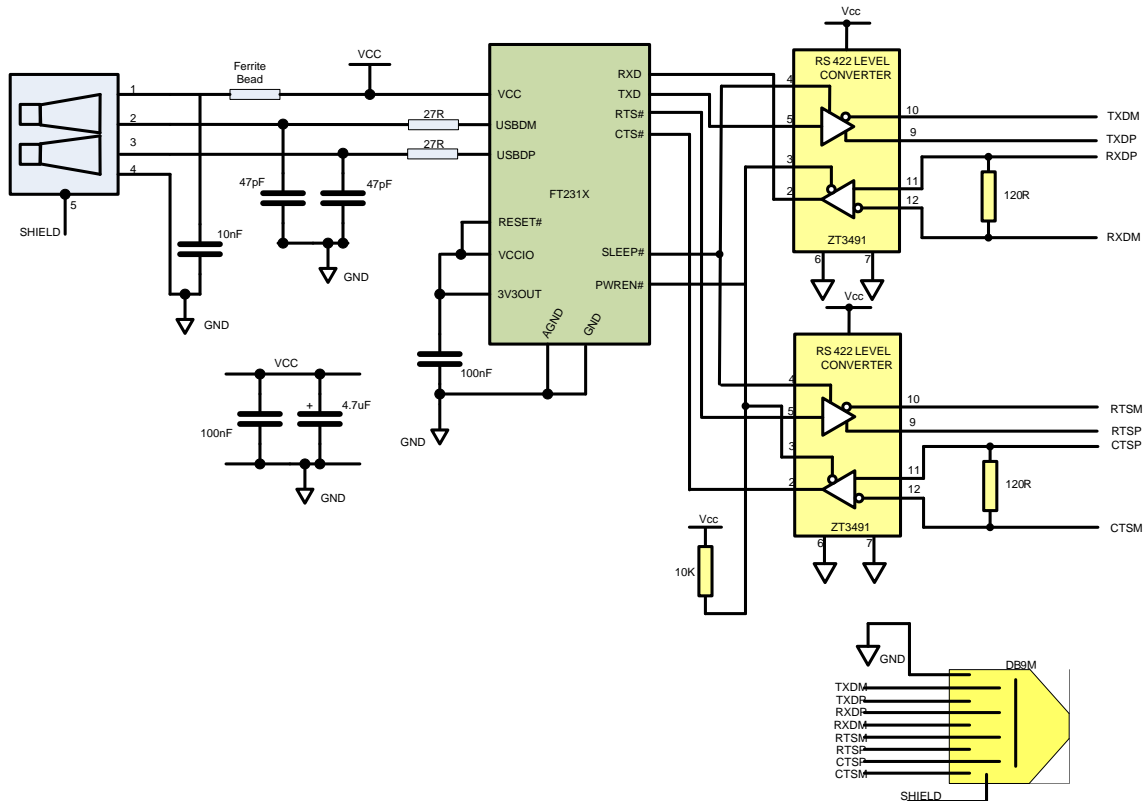 Vcc
RS 422 LEVEL
CONVERTER
VCC
Ferrite
Bead
1
2
3
4
5
SHIELD
27R
27R
47pF
47pF
10nF
GND
GND
VCC
USBDM
USBDP
RESET#
VCCIO
3V3OUT
FT231X
RXD
TXD
RTS#
CTS#
SLEEP#
PWREN#
AGND
GND
100nF
GND
VCC
100nF
+
4.7uF
GND
4
5
3
2
10
9
11
12
6
7
ZT3491
120R
TXDM
TXDP
RXDP
RXDM
Vcc
RS 422 LEVEL
CONVERTER
4
5
3
2
10
9
11
12
6
7
ZT3491
120R
RTSM
RTSP
CTSP
CTSM
Vcc
10K
GND
DB9M
TXDM
TXDP
RXDP
RXDM
RTSM
RTSP
CTSP
CTSM
SHIELD